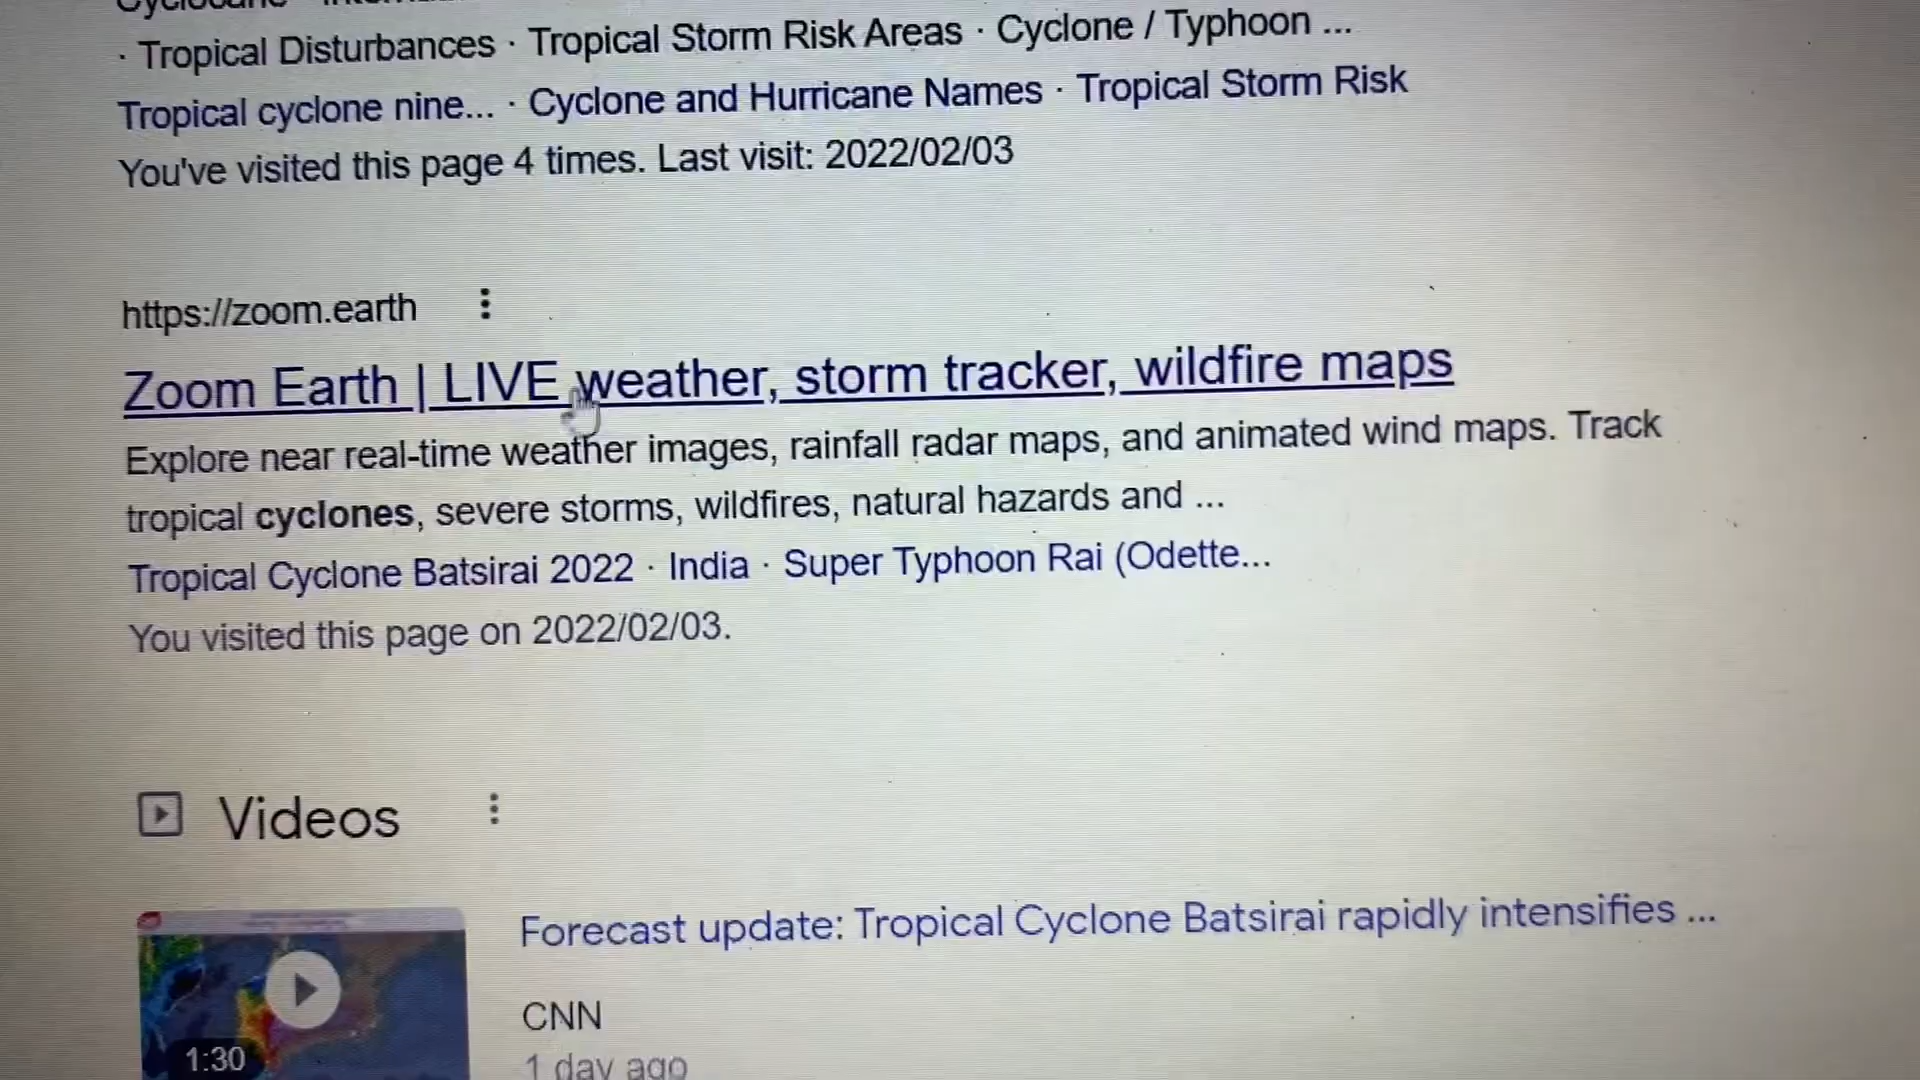 · Tropical Disturbances · Tropical Storm Risk Areas · Cyclone / Typhoon ...
Tropical cyclone nine... · Cyclone and Hurricane Names · Tropical Storm Risk
You've visited this page 4 times. Last visit: 2022/02/03
https://zoom.earth
Zoom Earth | LIVE weather, storm tracker, wildfire maps
Explore near real-time weather images, rainfall radar maps, and animated wind maps. Track
tropical cyclones, severe storms, wildfires, natural hazards and ...
Tropical Cyclone Batsirai 2022 · India · Super Typhoon Rai (Odette...
You visited this page on 2022/02/03.
Videos
Forecast update: Tropical Cyclone Batsirai rapidly intensifies ...
CNN
1:30
1 day ago